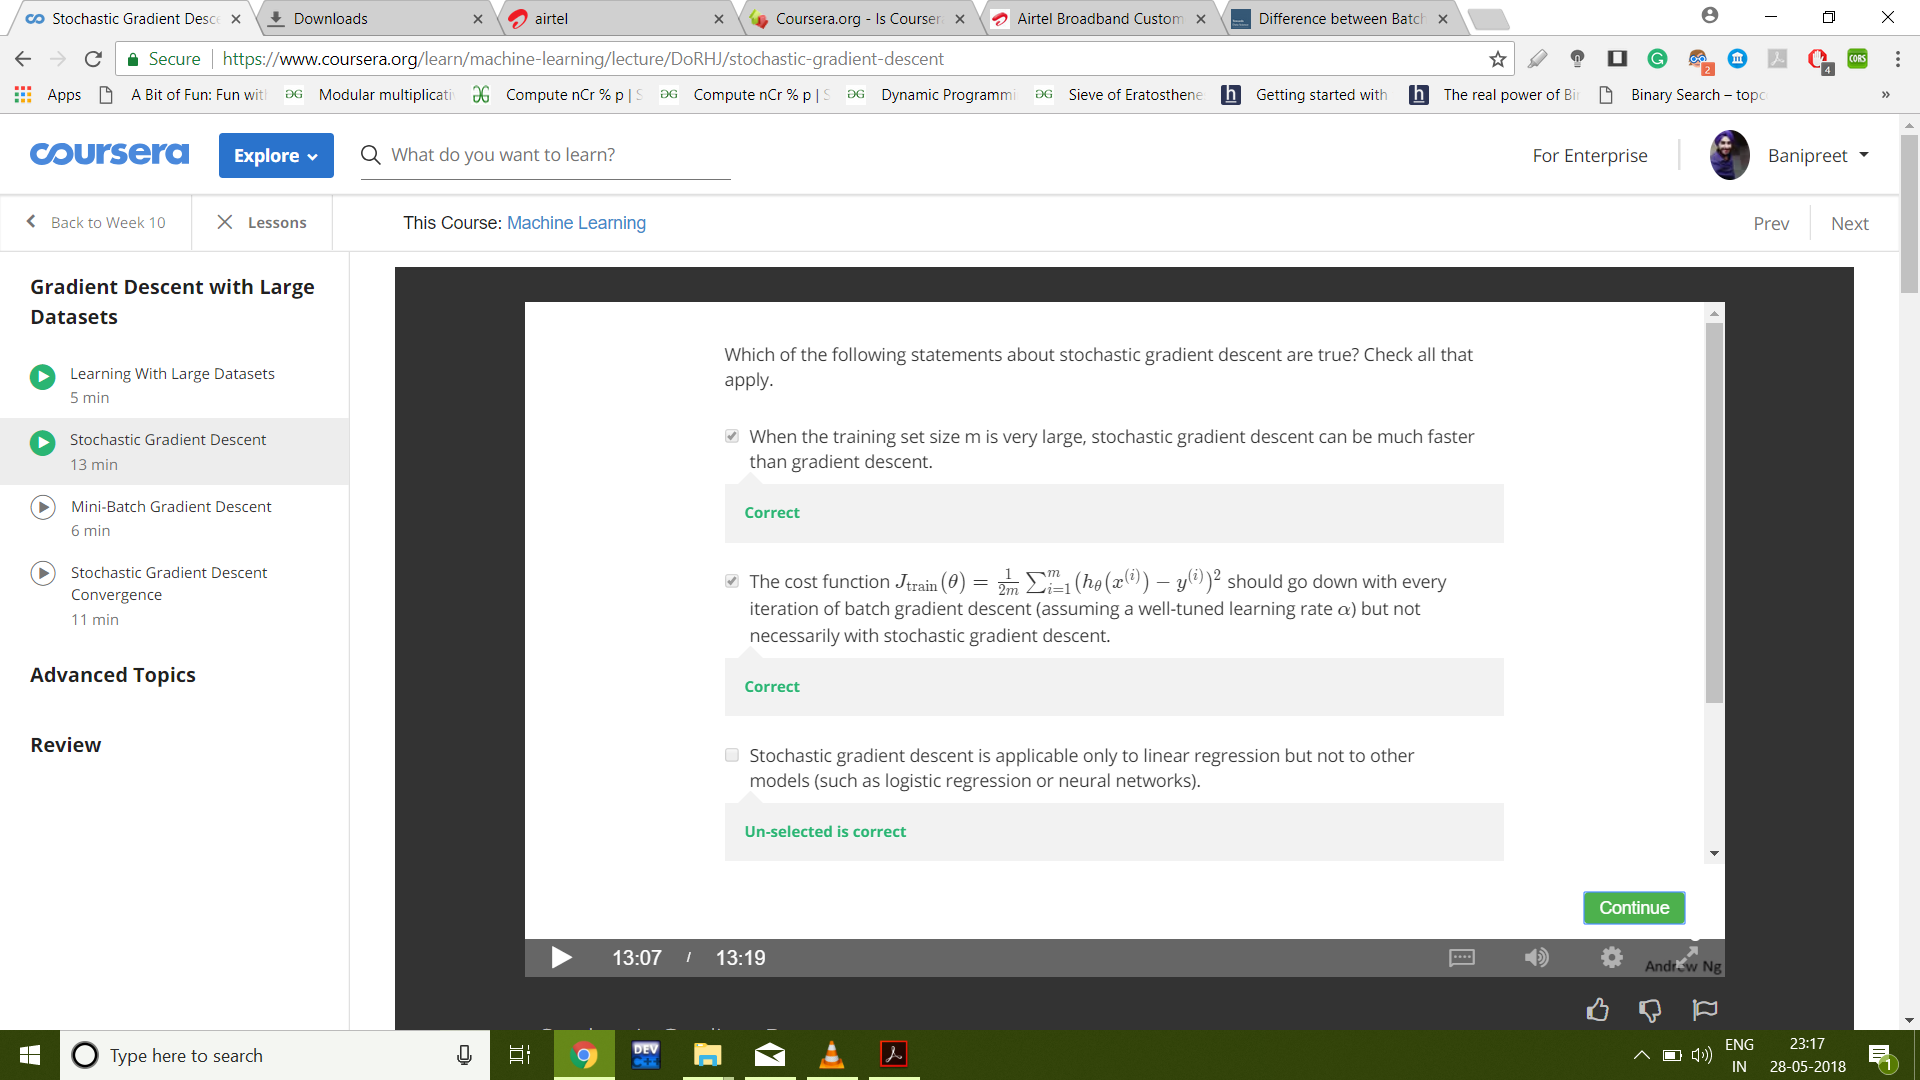 Stochastic Gradient Desc
Downloads
airtel
Coursera.org - Is Courser
Airtel Broadband Custom
Difference between Batch
Secure
https://www.coursera.org/learn/machine-learning/lecture/DoRHJ/stochastic-gradient-descent
2
4
CORS
Apps
A Bit of Fun: Fun wit
Modular multiplicati
Compute nCr % p | S
Compute nCr % p | S
Dynamic Programmi
Sieve of Eratosthene
h
Getting started with
h
The real power of Bi
Binary Search – topc
»
coursera
Explore
What do you want to learn?
For Enterprise
Banipreet
Back to Week 10
Lessons
This Course: Machine Learning
Prev
Next
Gradient Descent with Large
Datasets
Learning With Large Datasets
5 min
Stochastic Gradient Descent
13 min
Mini-Batch Gradient Descent
6 min
Stochastic Gradient Descent
Convergence
11 min
Advanced Topics
Review
Which of the following statements about stochastic gradient descent are true? Check all that
apply.
When the training set size m is very large, stochastic gradient descent can be much faster
than gradient descent.
Correct
The cost function J_train(θ) = 1/2m ∑_{i=1}^m (h_θ(x^(i)) − y^(i))² should go down with every
iteration of batch gradient descent (assuming a well-tuned learning rate α) but not
necessarily with stochastic gradient descent.
Correct
Stochastic gradient descent is applicable only to linear regression but not to other
models (such as logistic regression or neural networks).
Un-selected is correct
Continue
13:07 / 13:19
Andrew Ng
Type here to search
DEV
C++
ENG
IN
23:17
28-05-2018
1